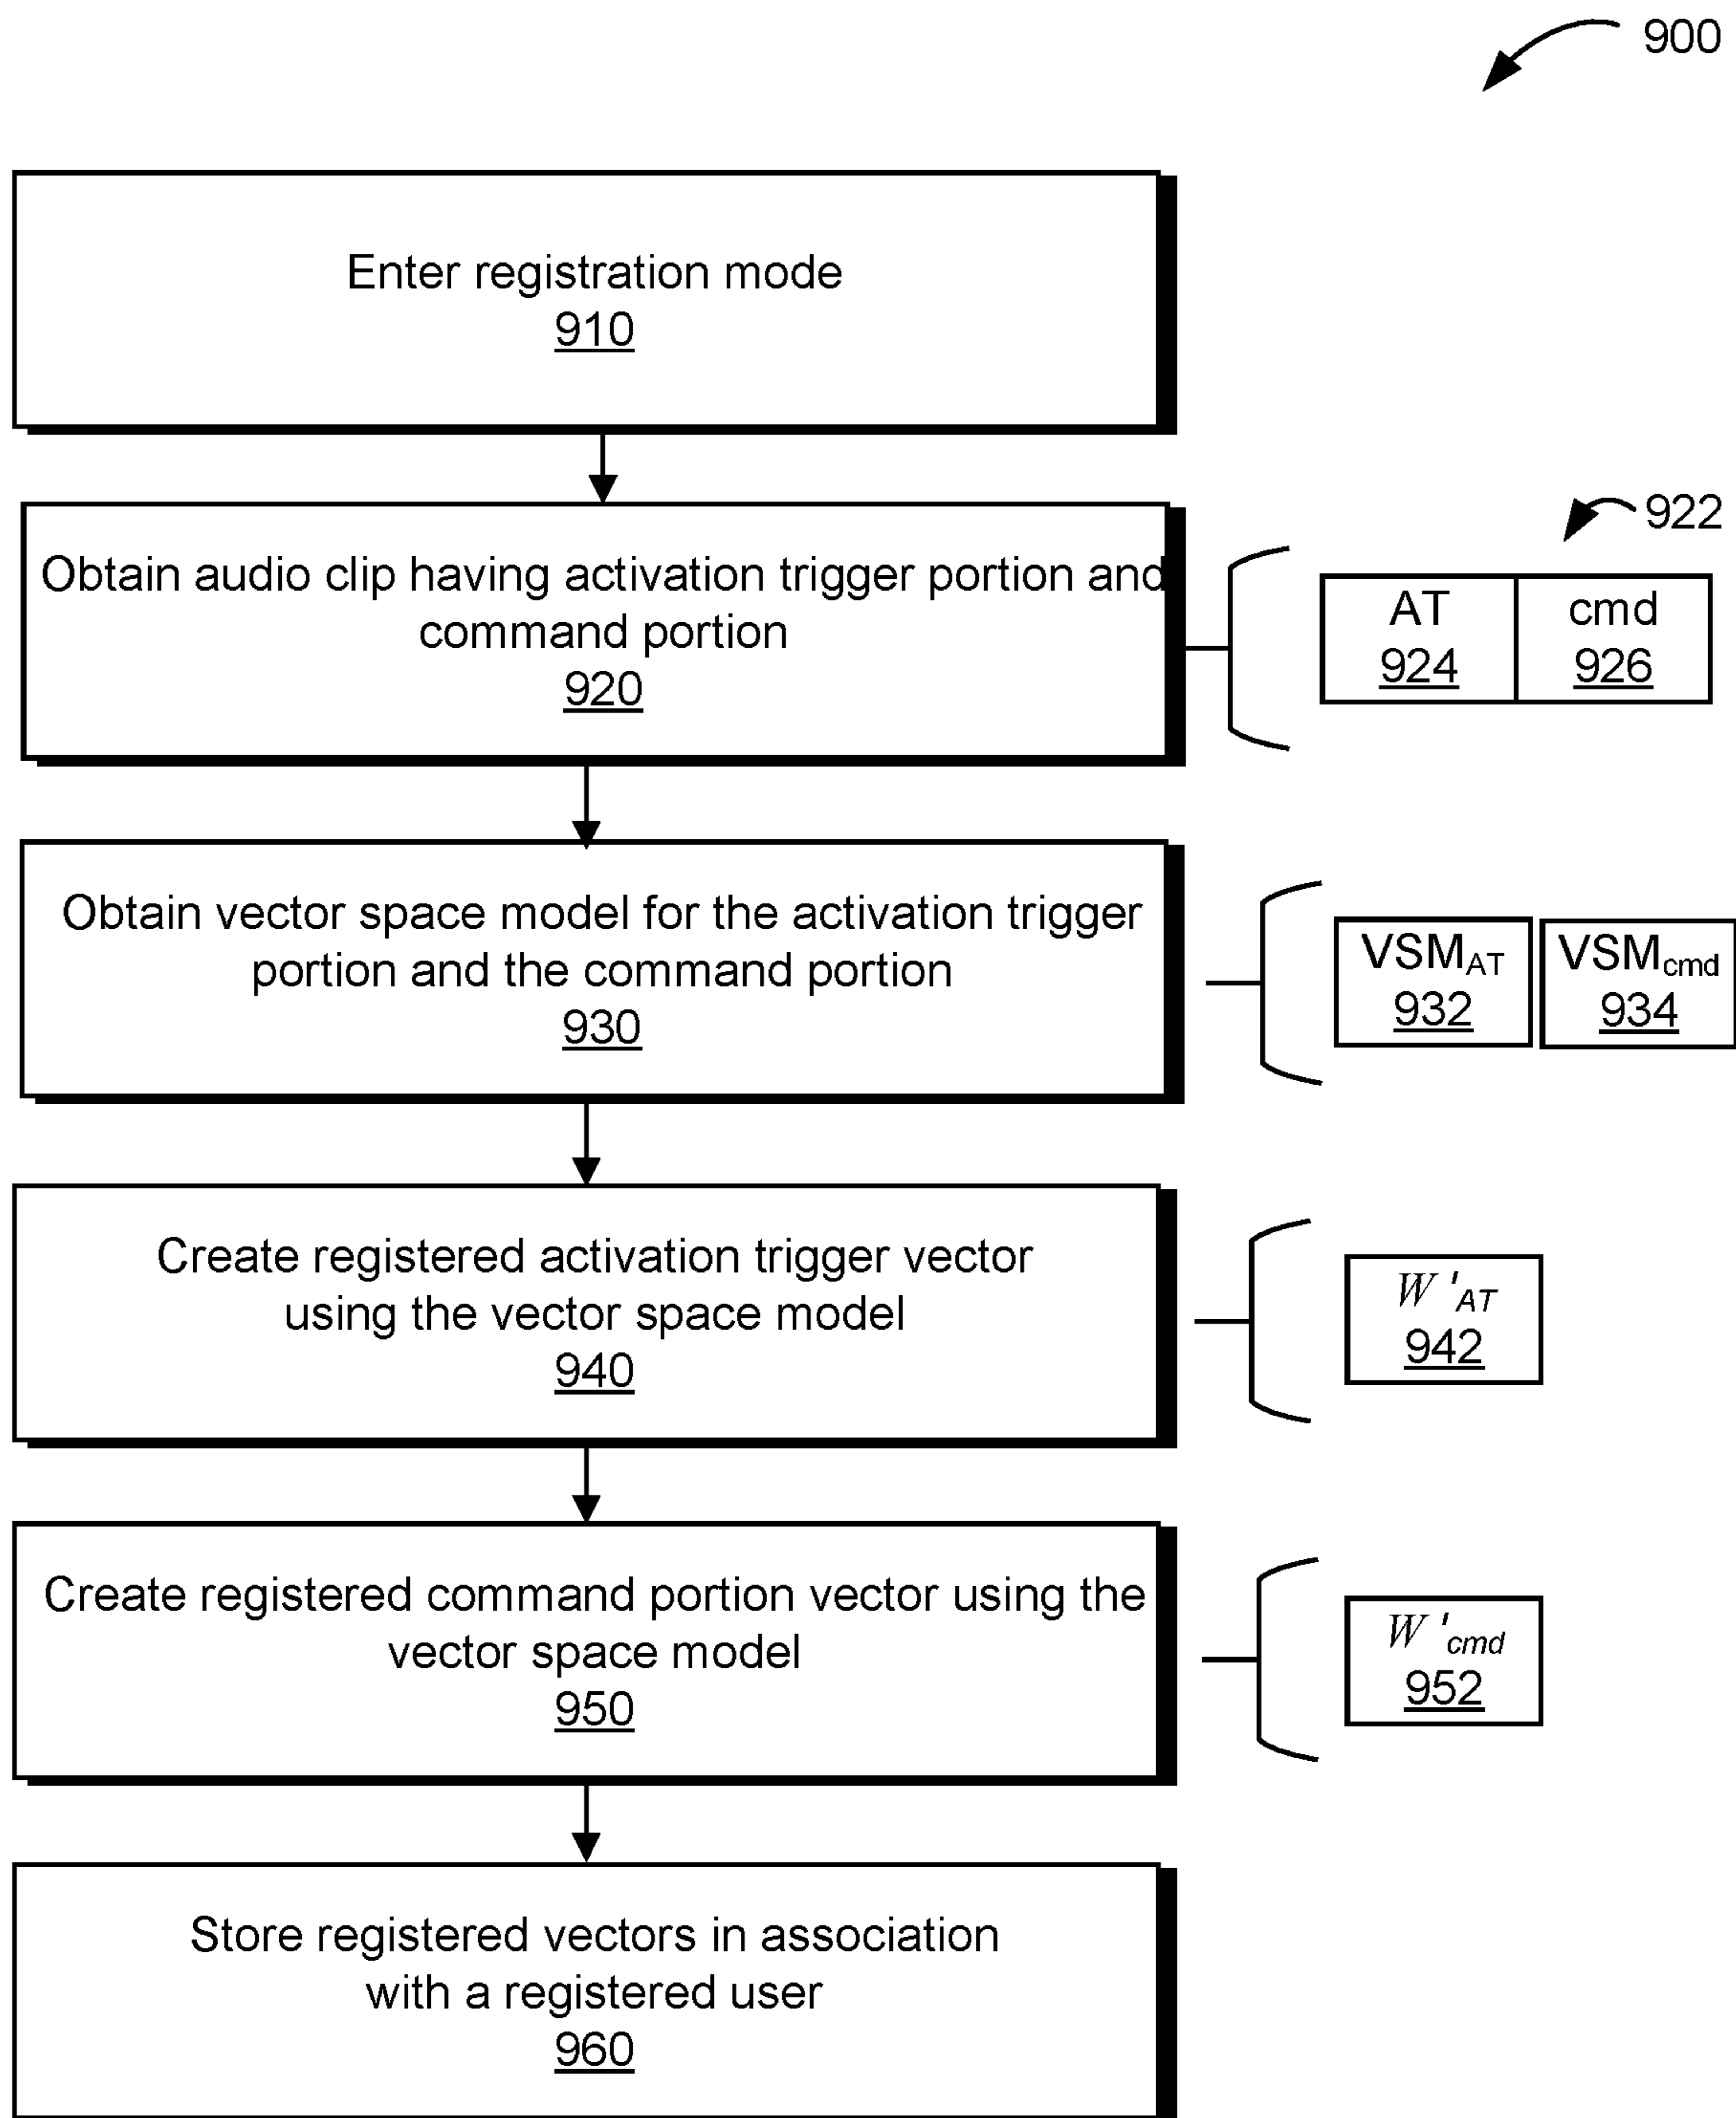 900
Enter registration mode
910
Obtain audio clip having activation trigger portion and
command portion
920
922
AT
924
cmd
926
Obtain vector space model for the activation trigger
portion and the command portion
930
VSMAT
932
VSMcmd
934
Create registered activation trigger vector
using the vector space model
940
W'AT
942
Create registered command portion vector using the
vector space model
950
W'cmd
952
Store registered vectors in association
with a registered user
960